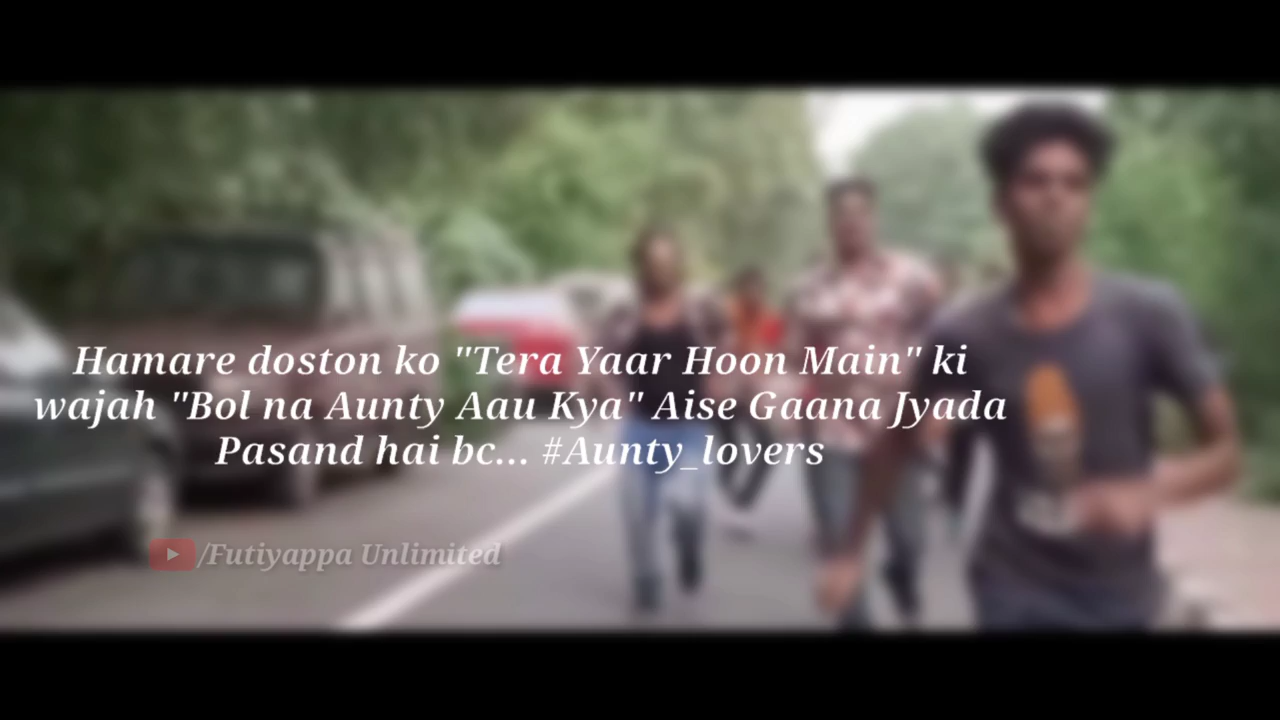 Hamare doston ko "Tera Yaar Hoon Main" ki
wajah "Bol na Aunty Aau Kya" Aise Gaana Jyada
Pasand hai bc... #Aunty_lovers
/Futiyappa Unlimited